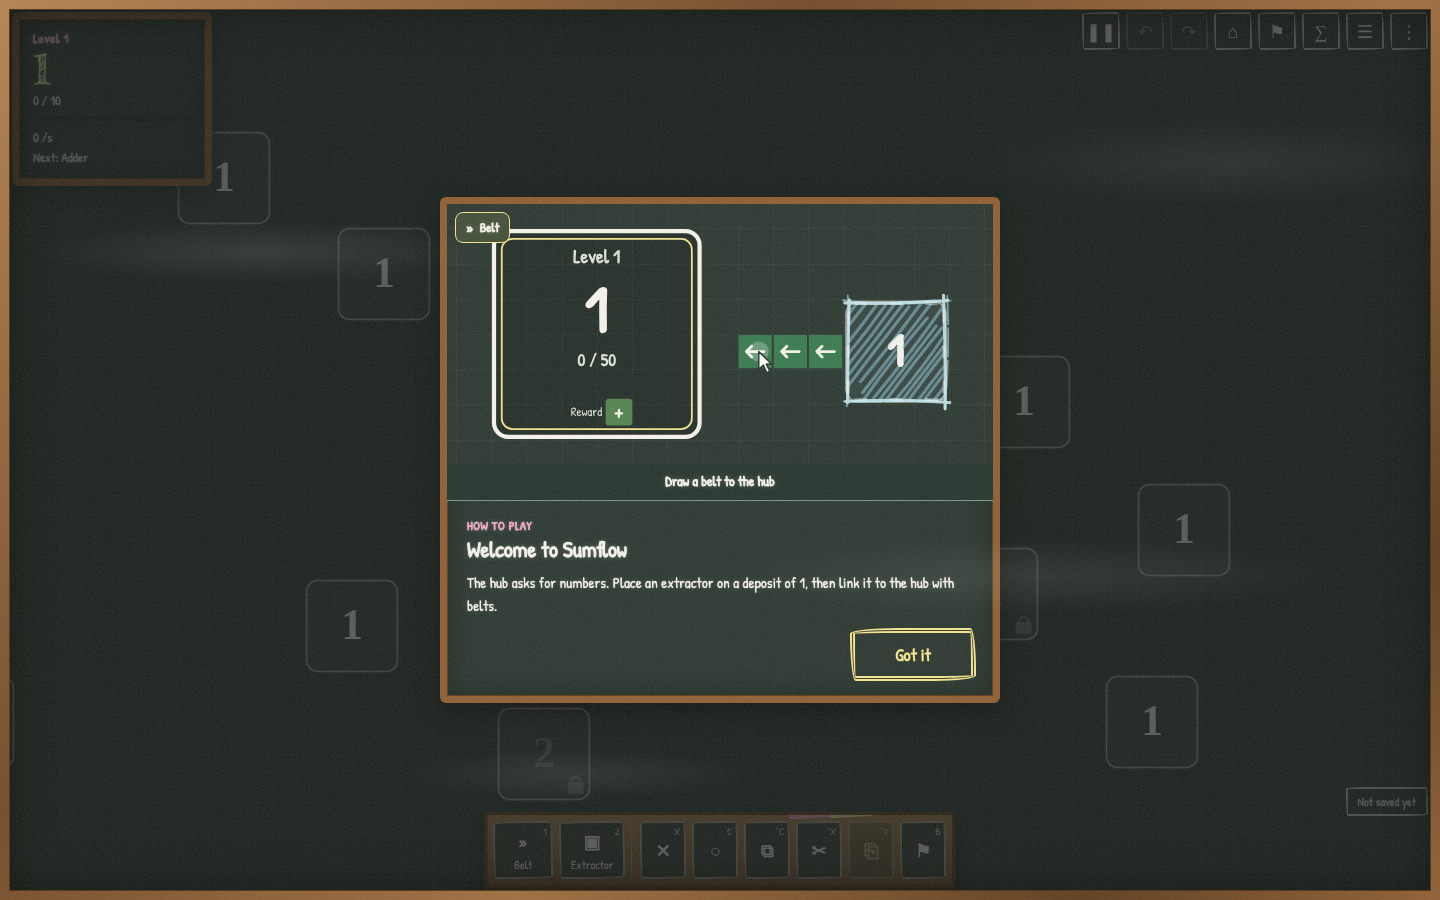 Level 1
1
0 / 10
0 /s
Next: Adder
1
1
1
1
1
1
2
» Belt
Level 1
1
0 / 50
Reward +
1
Draw a belt to the hub
HOW TO PLAY
Welcome to Sumflow
The hub asks for numbers. Place an extractor on a deposit of 1, then link it to the hub with
belts.
Got it
Not saved yet
1
Belt
2
Extractor
X
C
^C
^X
^V
B